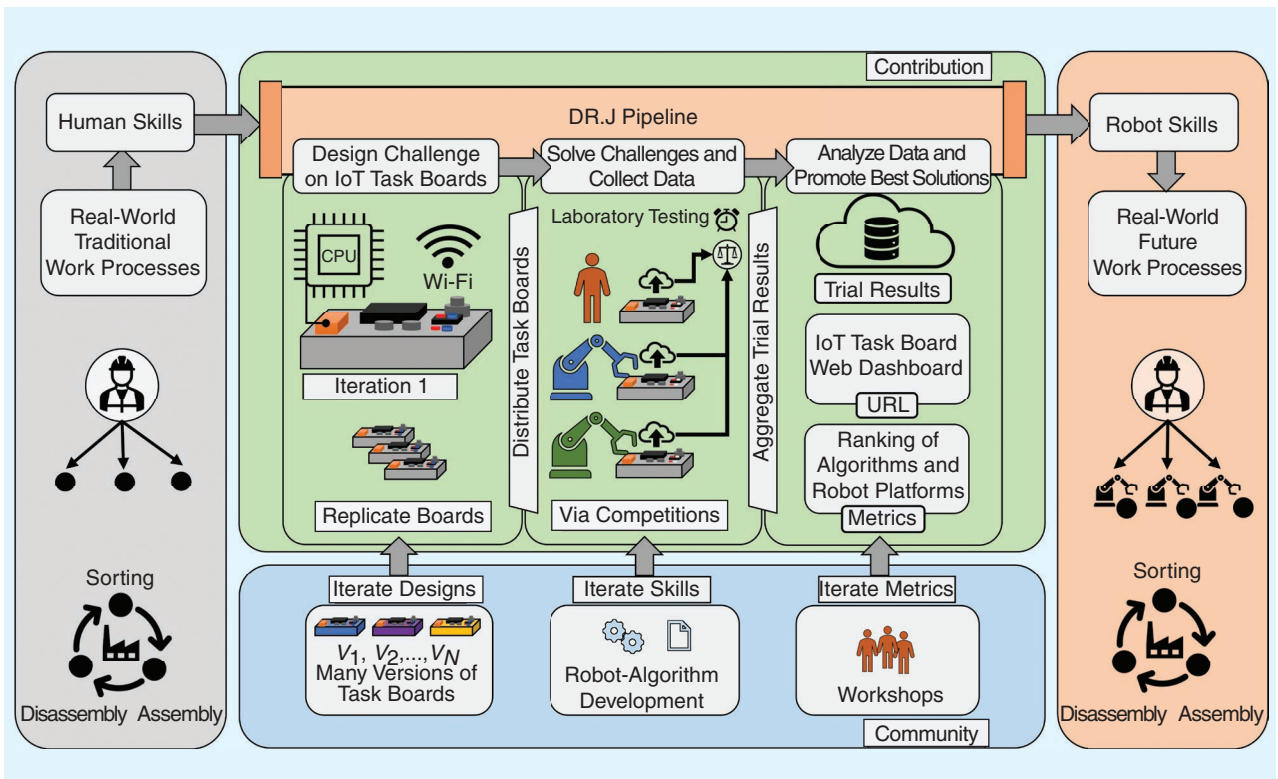 Human Skills
Real-World
Traditional
Work Processes
Sorting
Disassembly Assembly
Contribution
DR.J Pipeline
Design Challenge
on IoT Task Boards
CPU
Wi-Fi
Iteration 1
Replicate Boards
Distribute Task Boards
Solve Challenges and
Collect Data
Laboratory Testing
Via Competitions
Aggregate Trial Results
Analyze Data and
Promote Best Solutions
Trial Results
IoT Task Board
Web Dashboard
URL
Ranking of
Algorithms and
Robot Platforms
Metrics
Iterate Designs
V1, V2,...,VN
Many Versions of
Task Boards
Iterate Skills
Robot-Algorithm
Development
Iterate Metrics
Workshops
Community
Robot Skills
Real-World
Future
Work Processes
Sorting
Disassembly Assembly